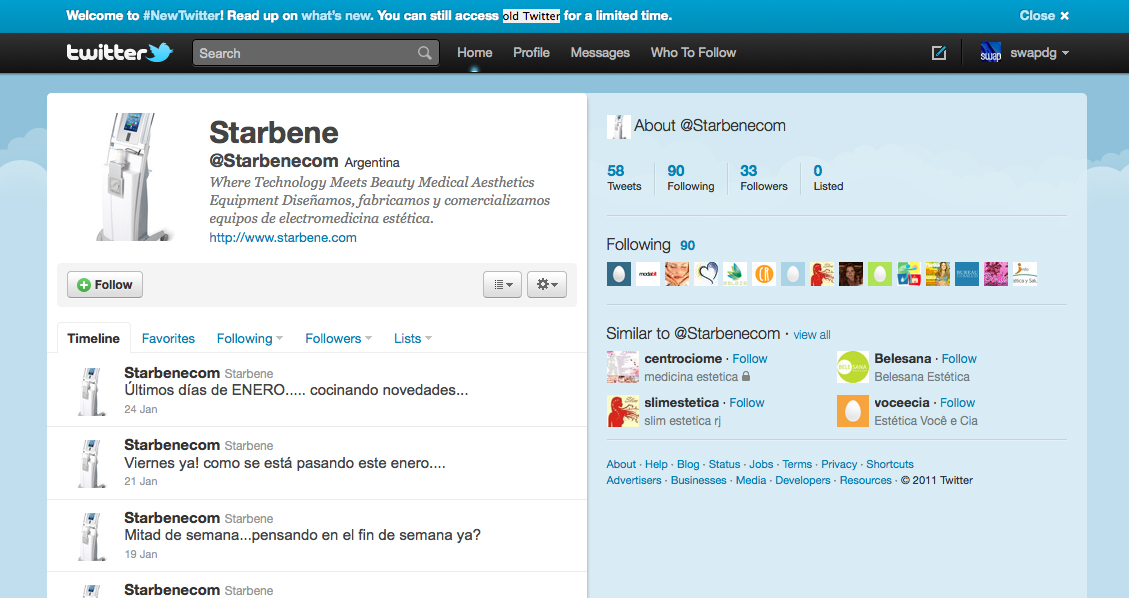 Welcome to #NewTwitter! Read up on what's new. You can still access old Twitter for a limited time.
Close ×
twitter
Search
Home Profile Messages Who To Follow
swap
swapdg
Starbene
@Starbenecom Argentina
Where Technology Meets Beauty Medical Aesthetics
Equipment Diseñamos, fabricamos y comercializamos
equipos de electromedicina estética.
http://www.starbene.com
Follow
Timeline Favorites Following Followers Lists
Starbenecom Starbene
Últimos días de ENERO..... cocinando novedades...
24 Jan
Starbenecom Starbene
Viernes ya! como se está pasando este enero....
21 Jan
Starbenecom Starbene
Mitad de semana...pensando en el fin de semana ya?
19 Jan
Starbenecom Starbene
About @Starbenecom
58 90 33 0
Tweets Following Followers Listed
Following 90
Similar to @Starbenecom · view all
centrociome · Follow
medicina estetica
Belesana · Follow
Belesana Estética
slimestetica · Follow
slim estetica rj
voceecia · Follow
Estética Você e Cia
About · Help · Blog · Status · Jobs · Terms · Privacy · Shortcuts
Advertisers · Businesses · Media · Developers · Resources · © 2011 Twitter